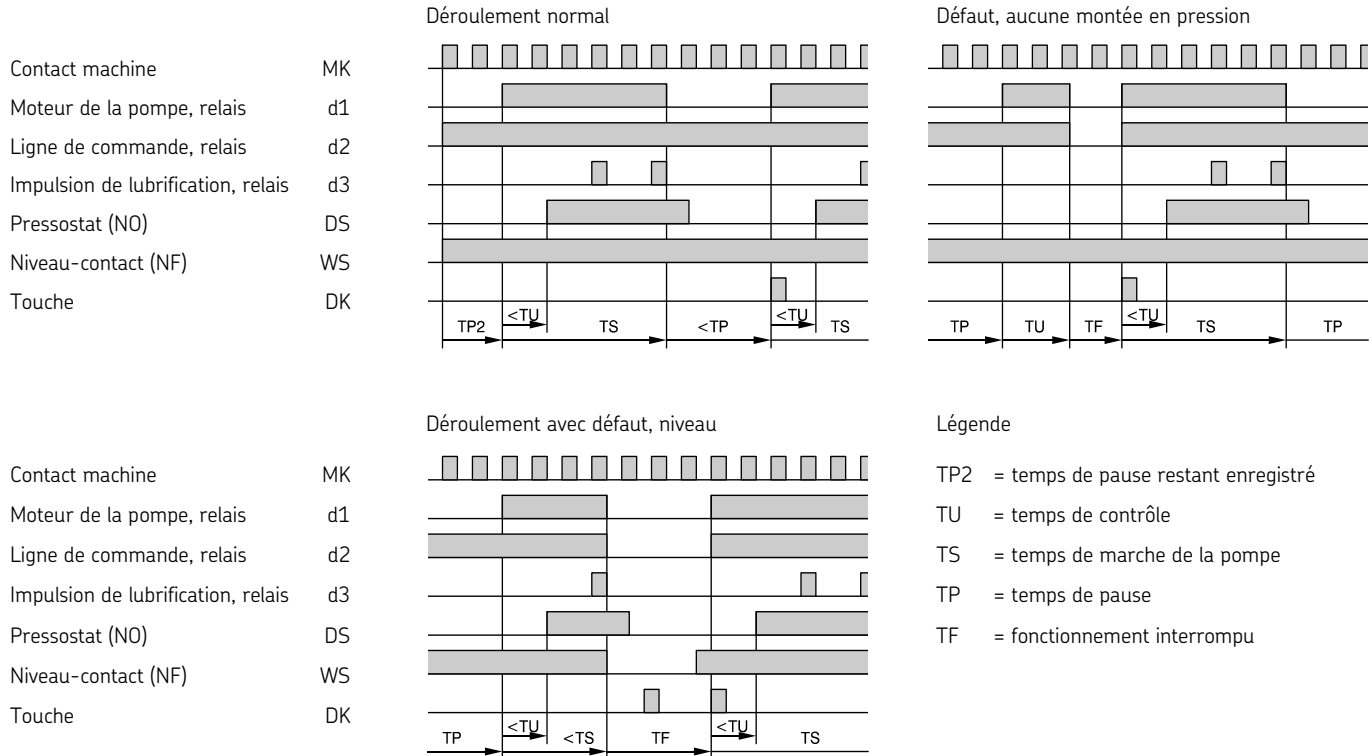 Déroulement normal
Défaut, aucune montée en pression
Contact machine MK
Moteur de la pompe, relais d1
Ligne de commande, relais d2
Impulsion de lubrification, relais d3
Pressostat (NO) DS
Niveau-contact (NF) WS
Touche DK
TP2 <TU TS <TP <TU TS
TP TU TF <TU TS TP
Déroulement avec défaut, niveau
Contact machine MK
Moteur de la pompe, relais d1
Ligne de commande, relais d2
Impulsion de lubrification, relais d3
Pressostat (NO) DS
Niveau-contact (NF) WS
Touche DK
TP <TU <TS TF <TU TS
Légende
TP2 = temps de pause restant enregistré
TU = temps de contrôle
TS = temps de marche de la pompe
TP = temps de pause
TF = fonctionnement interrompu